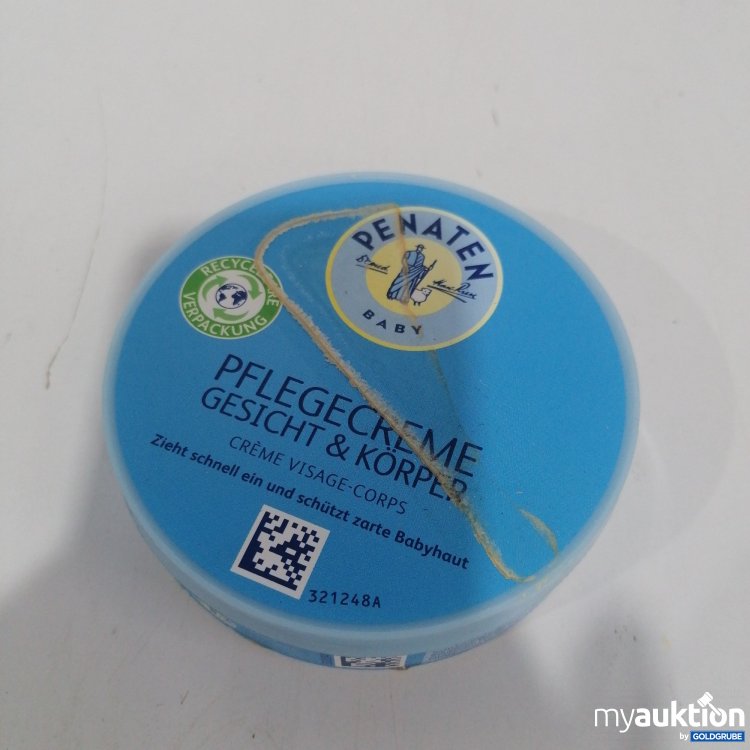 PENATEN
BABY
RECYCELTE
VERPACKUNG
PFLEGECREME
GESICHT & KÖRPER
CRÈME VISAGE-CORPS
Zieht schnell ein und schützt zarte Babyhaut
321248A
myauktion
by GOLDGRUBE